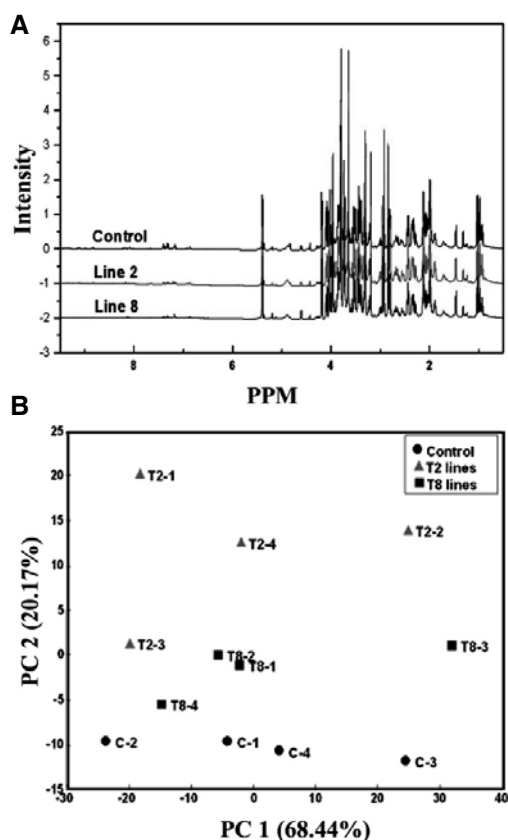 A
6
5
4
3
2
1
0
-1
-2
-3
Intensity
Control
Line 2
Line 8
8 6 4 2
PPM
B
25
20
15
10
5
0
-5
-10
-15
PC 2 (20.17%)
Control
T2 lines
T8 lines
T2-1
T2-4
T2-2
T2-3
T8-2
T8-1
T8-3
T8-4
C-2
C-1
C-4
C-3
-30 -20 -10 0 10 20 30 40
PC 1 (68.44%)